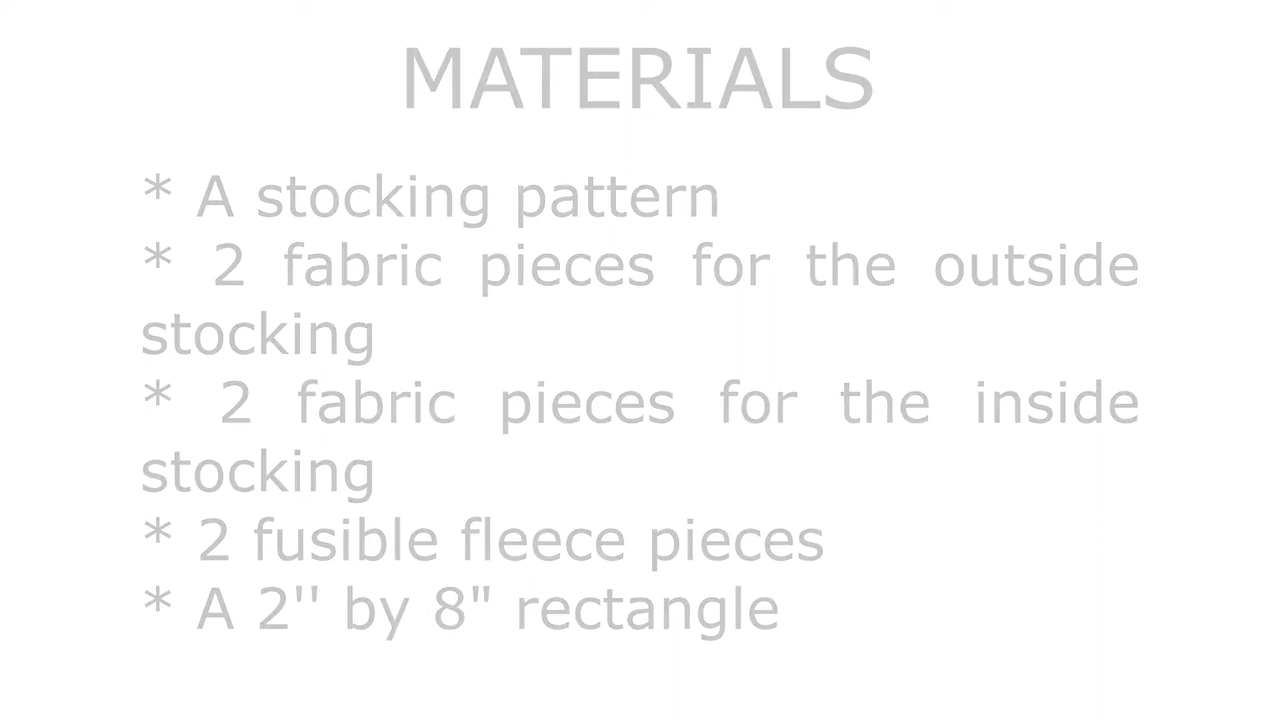 MATERIALS
* A stocking pattern
* 2 fabric pieces for the outside
stocking
* 2 fabric pieces for the inside
stocking
* 2 fusible fleece pieces
* A 2'' by 8" rectangle